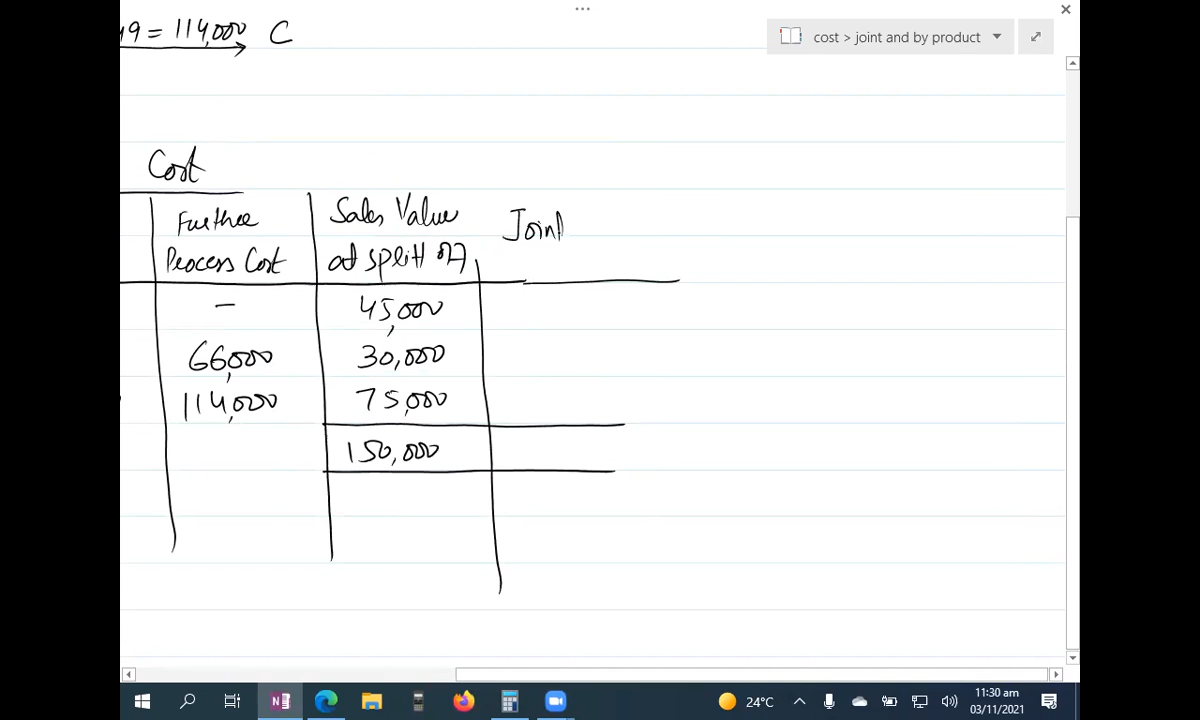 19 = 114,000 C
cost > joint and by product
Cost
Further Process Cost
Sales Value at split off
Joint
- 45,000
66,000 30,000
114,000 75,000
150,000
24°C
11:30 am
03/11/2021